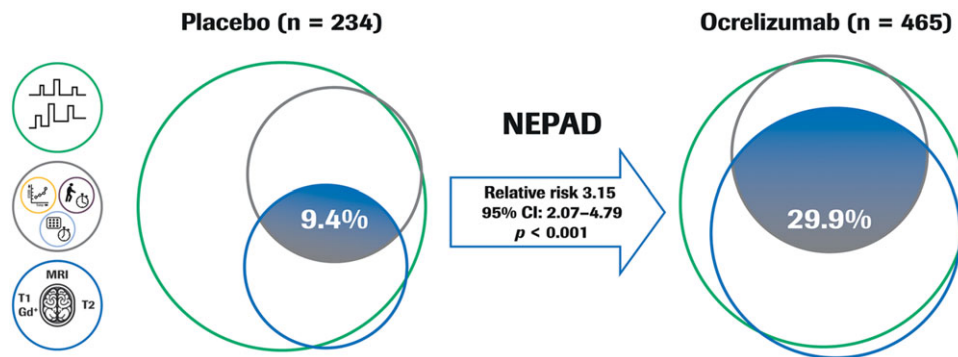 Placebo (n = 234)
Ocrelizumab (n = 465)
NEPAD
Relative risk 3.15
95% CI: 2.07–4.79
p < 0.001
9.4%
29.9%
MRI
T1
Gd+
T2